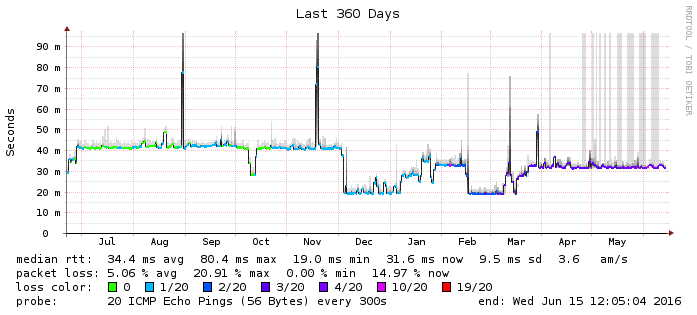 Last 360 Days
RRDTOOL / TOBI OETIKER
Seconds
90 m
80 m
70 m
60 m
50 m
40 m
30 m
20 m
10 m
0
Jul Aug Sep Oct Nov Dec Jan Feb Mar Apr May
median rtt: 34.4 ms avg 80.4 ms max 19.0 ms min 31.6 ms now 9.5 ms sd 3.6 am/s
packet loss: 5.06 % avg 20.91 % max 0.00 % min 14.97 % now
loss color: 0 1/20 2/20 3/20 4/20 10/20 19/20
probe: 20 ICMP Echo Pings (56 Bytes) every 300s end: Wed Jun 15 12:05:04 2016